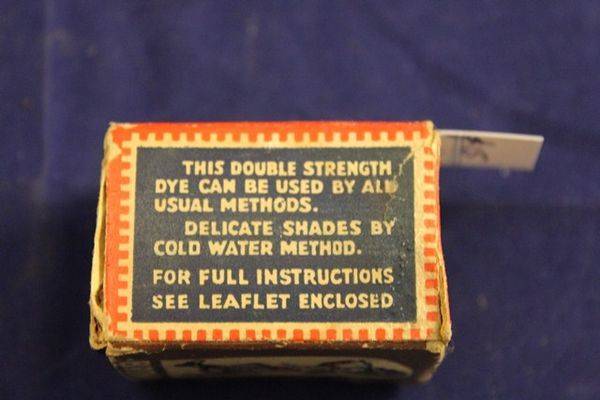 THIS DOUBLE STRENGTH
DYE CAN BE USED BY ALL
USUAL METHODS.
DELICATE SHADES BY
COLD WATER METHOD.
FOR FULL INSTRUCTIONS
SEE LEAFLET ENCLOSED